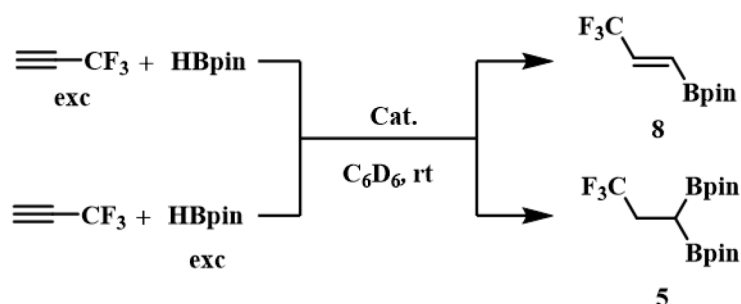 CF₃ + HBpin
exc
F₃C
Bpin
8
Cat.
C₆D₆, rt
CF₃ + HBpin
exc
F₃C
Bpin
Bpin
5